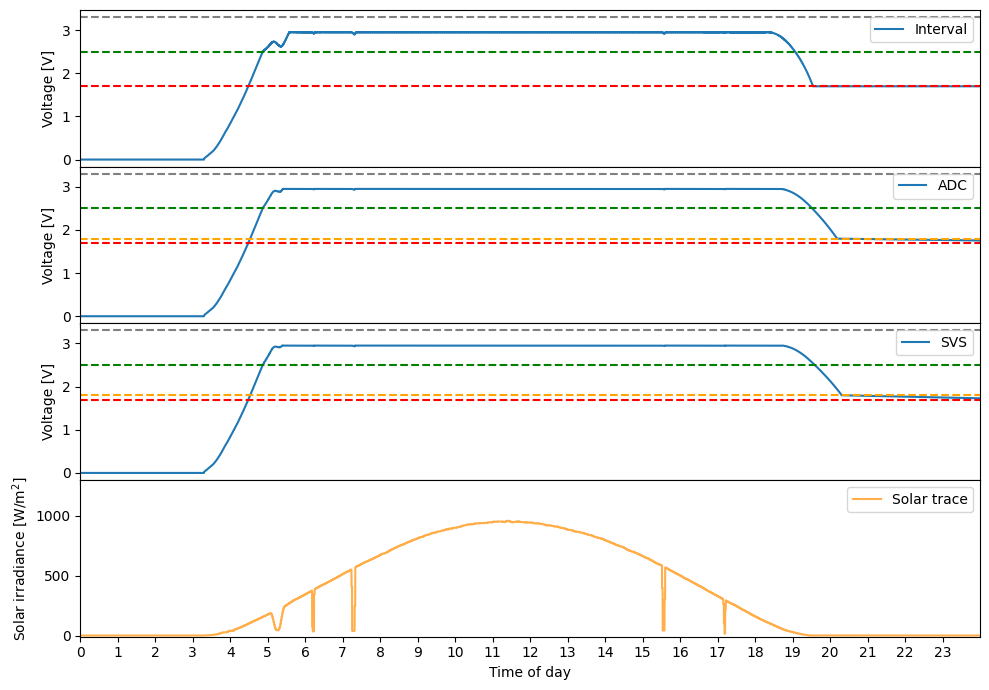 Voltage [V]
3
2
1
0
Interval
Voltage [V]
3
2
1
0
ADC
Voltage [V]
3
2
1
0
SVS
Solar irradiance [W/m²]
1000
500
0
Solar trace
0 1 2 3 4 5 6 7 8 9 10 11 12 13 14 15 16 17 18 19 20 21 22 23
Time of day